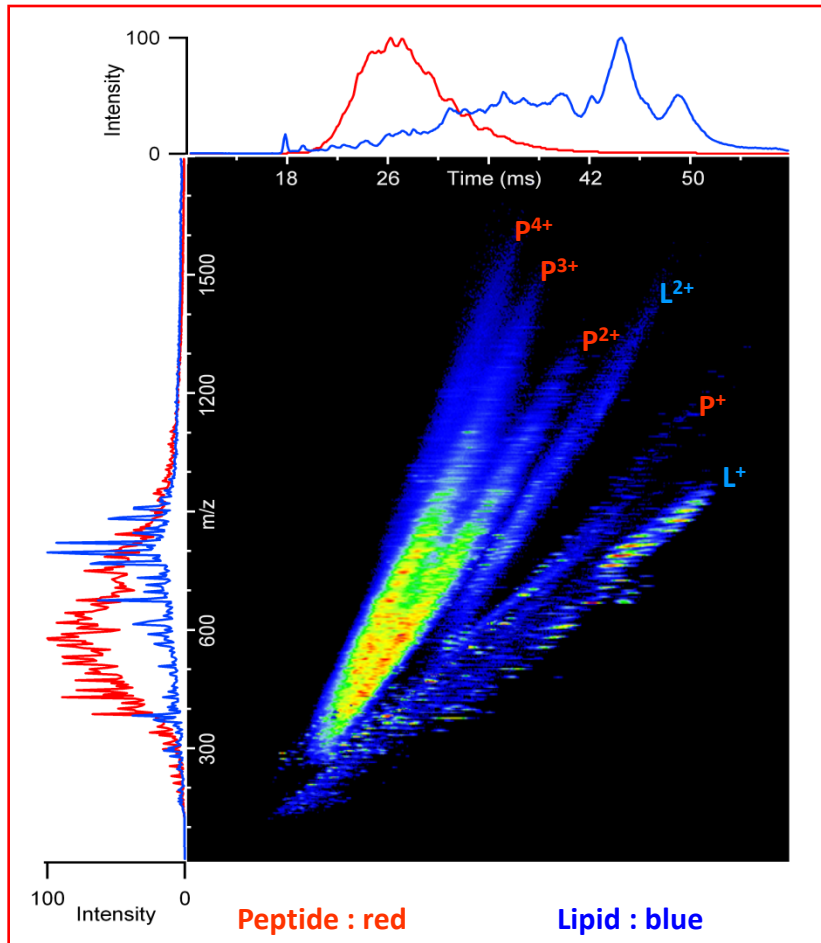 100
Intensity
0
18 26 Time (ms) 42 50
P4+
P3+
1500
L2+
P2+
1200
P+
L+
m/z
600
300
100 0
Intensity
Peptide : red Lipid : blue